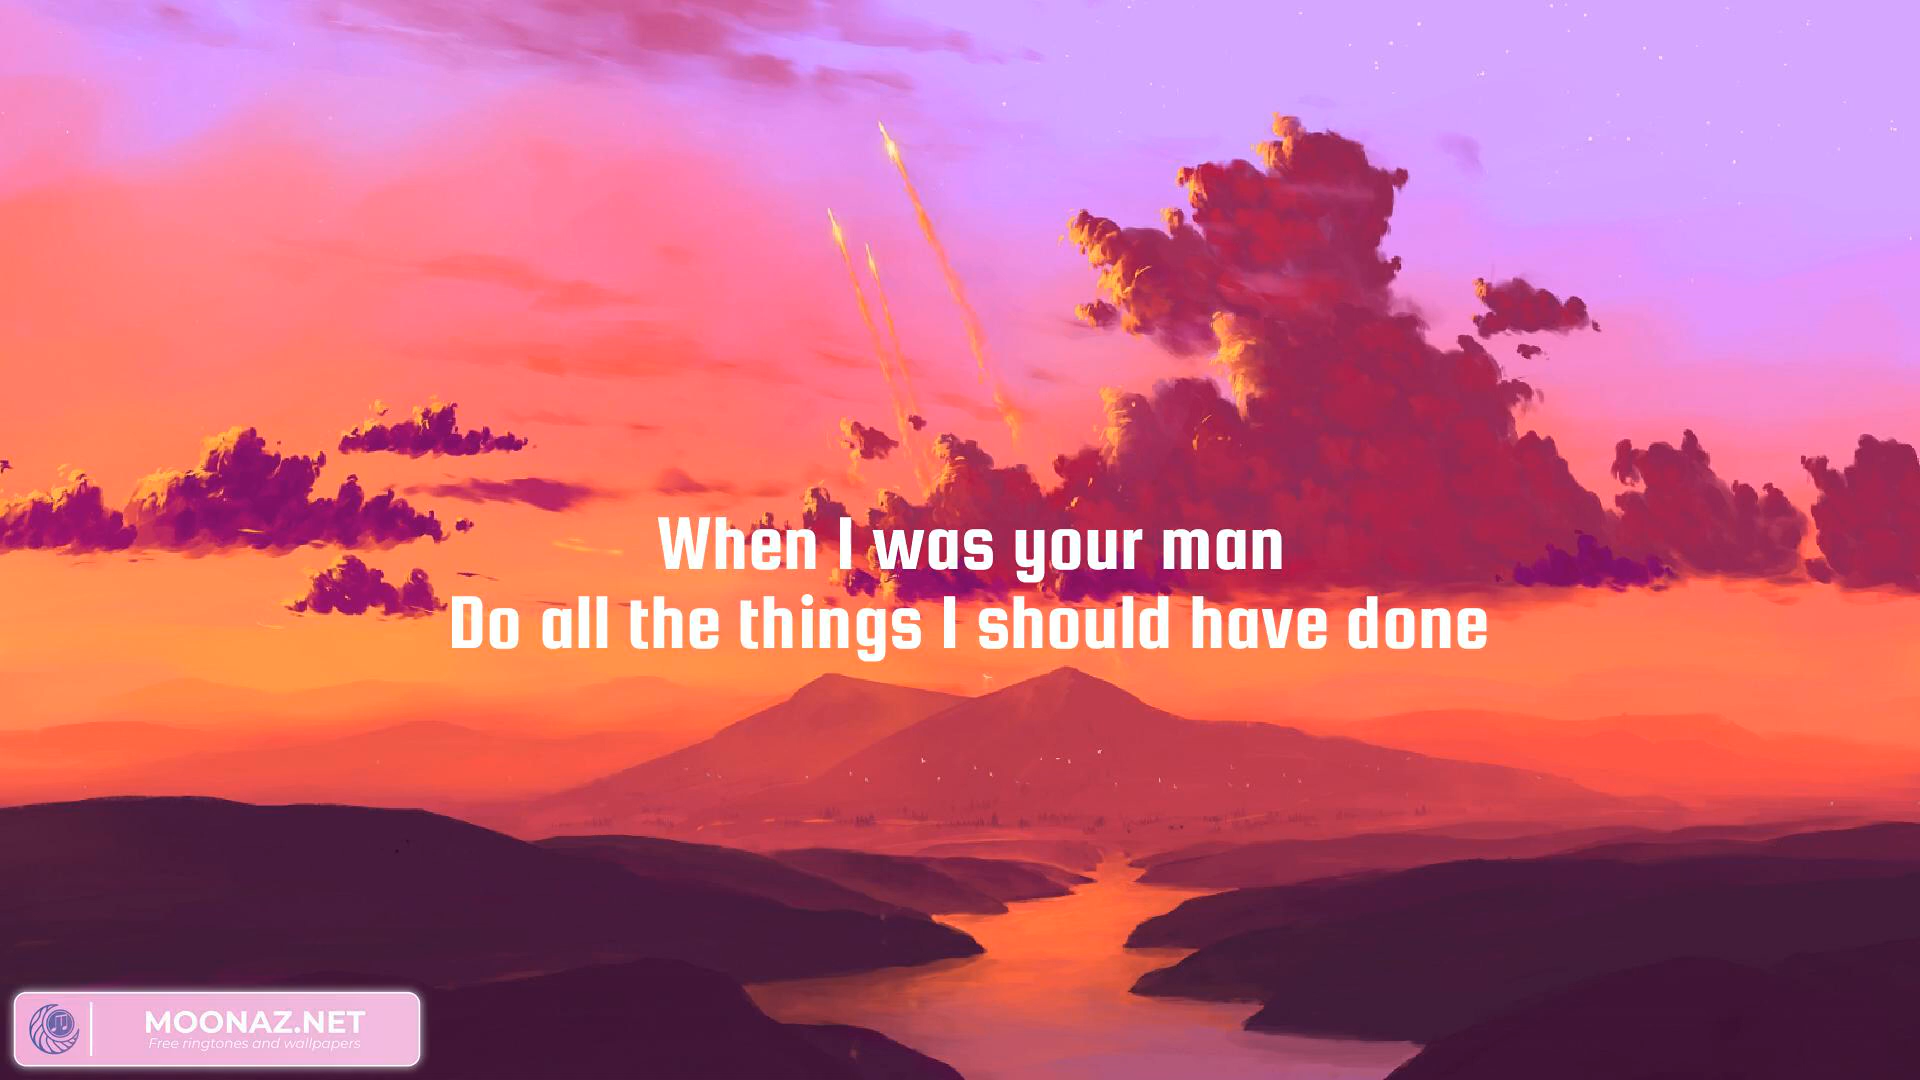 When I was your man
Do all the things I should have done
MOONAZ.NET
Free ringtones and wallpapers